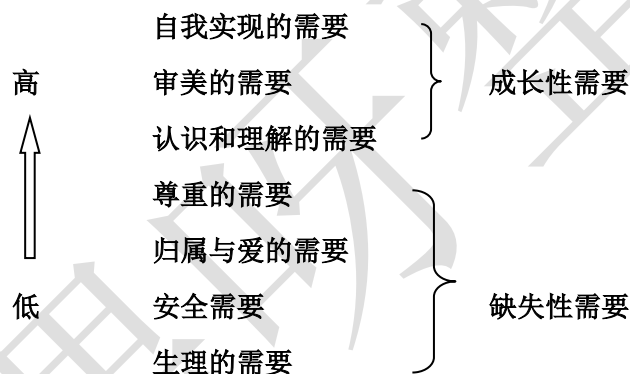 自我实现的需要
高 审美的需要 成长性需要
认识和理解的需要
尊重的需要
归属与爱的需要
低 安全需要 缺失性需要
生理的需要